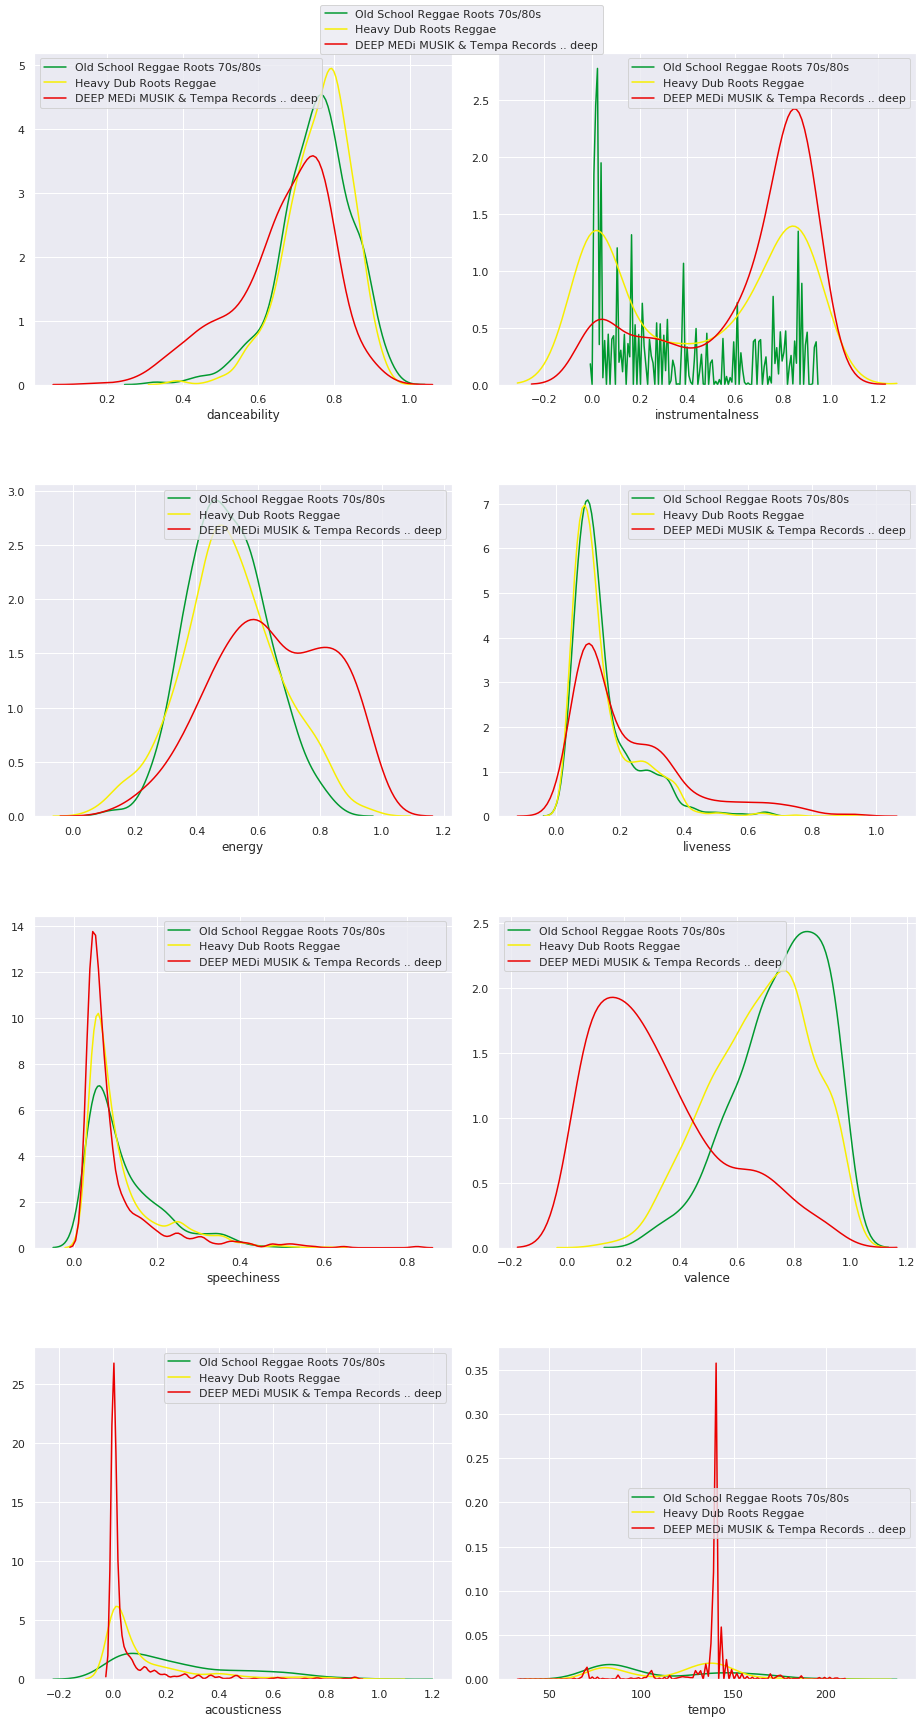 Old School Reggae Roots 70s/80s
Heavy Dub Roots Reggae
DEEP MEDi MUSIK & Tempa Records .. deep
Old School Reggae Roots 70s/80s
Heavy Dub Roots Reggae
DEEP MEDi MUSIK & Tempa Records .. deep
5
4
3
2
1
0
0.2 0.4 0.6 0.8 1.0
danceability
Old School Reggae Roots 70s/80s
Heavy Dub Roots Reggae
DEEP MEDi MUSIK & Tempa Records .. deep
2.5
2.0
1.5
1.0
0.5
0.0
−0.2 0.0 0.2 0.4 0.6 0.8 1.0 1.2
instrumentalness
Old School Reggae Roots 70s/80s
Heavy Dub Roots Reggae
DEEP MEDi MUSIK & Tempa Records .. deep
3.0
2.5
2.0
1.5
1.0
0.5
0.0
0.0 0.2 0.4 0.6 0.8 1.0 1.2
energy
Old School Reggae Roots 70s/80s
Heavy Dub Roots Reggae
DEEP MEDi MUSIK & Tempa Records .. deep
7
6
5
4
3
2
1
0
0.0 0.2 0.4 0.6 0.8 1.0
liveness
Old School Reggae Roots 70s/80s
Heavy Dub Roots Reggae
DEEP MEDi MUSIK & Tempa Records .. deep
14
12
10
8
6
4
2
0
0.0 0.2 0.4 0.6 0.8
speechiness
Old School Reggae Roots 70s/80s
Heavy Dub Roots Reggae
DEEP MEDi MUSIK & Tempa Records .. deep
2.5
2.0
1.5
1.0
0.5
0.0
−0.2 0.0 0.2 0.4 0.6 0.8 1.0 1.2
valence
Old School Reggae Roots 70s/80s
Heavy Dub Roots Reggae
DEEP MEDi MUSIK & Tempa Records .. deep
25
20
15
10
5
0
−0.2 0.0 0.2 0.4 0.6 0.8 1.0 1.2
acousticness
Old School Reggae Roots 70s/80s
Heavy Dub Roots Reggae
DEEP MEDi MUSIK & Tempa Records .. deep
0.35
0.30
0.25
0.20
0.15
0.10
0.05
0.00
50 100 150 200
tempo